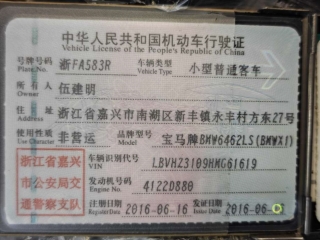 中华人民共和国机动车行驶证
Vehicle License of the People's Republic of China
号牌号码 浙FA583R 车辆类型 小型普通客车
Plate No. Vehicle Type
所有人 伍建明
Owner
住址 浙江省嘉兴市南湖区新丰镇永丰村方东27号
Address
使用性质 非营运 品牌型号 宝马牌BMW6462LS(BMWX1)
Use Character Model
浙江省嘉兴市公安局交通警察支队
车辆识别代号 LBVHZ3109HMG61619
VIN
发动机号码 4122D880
Engine No.
注册日期 2016-06-16 发证日期 2016-06-
Register Date Issue Date